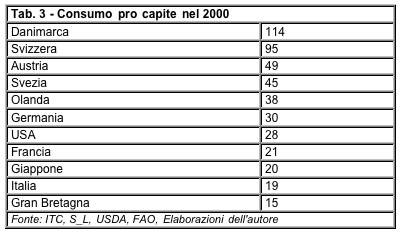 Tab. 3 - Consumo pro capite nel 2000
Danimarca 114
Svizzera 95
Austria 49
Svezia 45
Olanda 38
Germania 30
USA 28
Francia 21
Giappone 20
Italia 19
Gran Bretagna 15
Fonte: ITC, S_L, USDA, FAO, Elaborazioni dell'autore